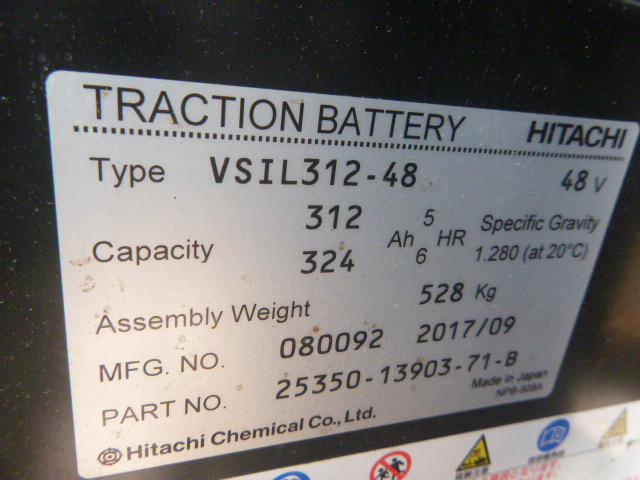 TRACTION BATTERY HITACHI
Type VSIL312-48 48 V
Capacity 312 Ah 5 HR Specific Gravity
324 6 1.280 (at 20°C)
Assembly Weight 528 Kg
MFG. NO. 080092 2017/09
PART NO. 25350-13903-71-B
Made in Japan
Hitachi Chemical Co., Ltd.
NPB-908A